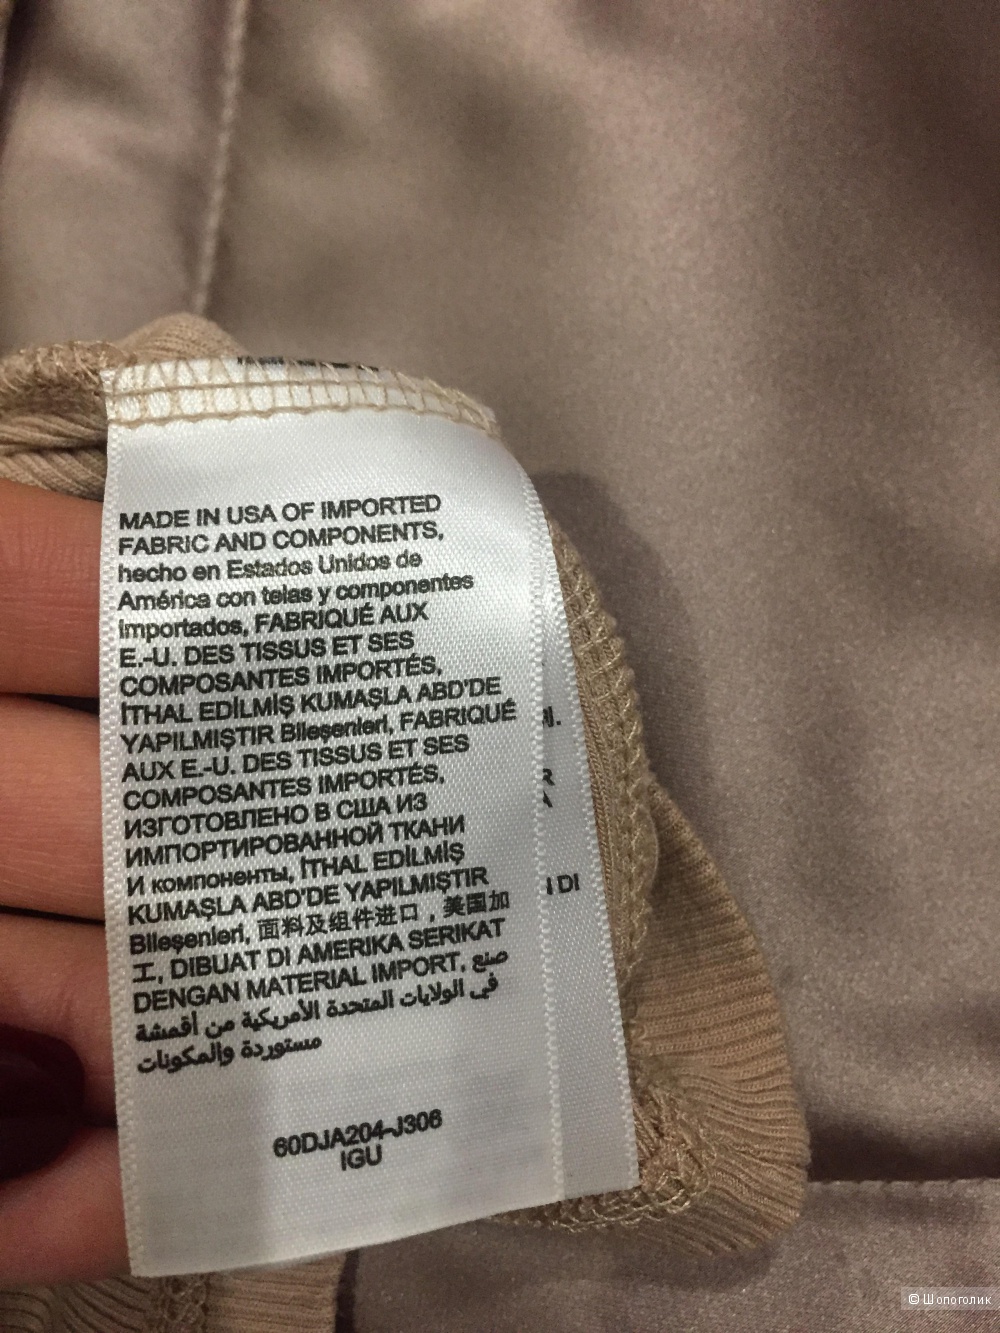 MADE IN USA OF IMPORTED
FABRIC AND COMPONENTS,
hecho en Estados Unidos de
América con telas y componentes
importados, FABRIQUÉ AUX
E.-U. DES TISSUS ET SES
COMPOSANTES IMPORTÉS,
İTHAL EDİLMİŞ KUMAŞLA ABD'DE
YAPILMIŞTIR Bileşenleri, FABRIQUÉ
AUX E.-U. DES TISSUS ET SES
COMPOSANTES IMPORTÉS,
ИЗГОТОВЛЕНО В США ИЗ
ИМПОРТИРОВАННОЙ ТКАНИ
И компоненты, İTHAL EDİLMİŞ
KUMAŞLA ABD'DE YAPILMIŞTIR
Bileşenleri, 面料及组件进口，美国加
工, DIBUAT DI AMERIKA SERIKAT
DENGAN MATERIAL IMPORT, صنع
في الولايات المتحدة الأمريكية من أقمشة
مستوردة والمكونات
60DJA204-J306
IGU
DI
© Шопоголик